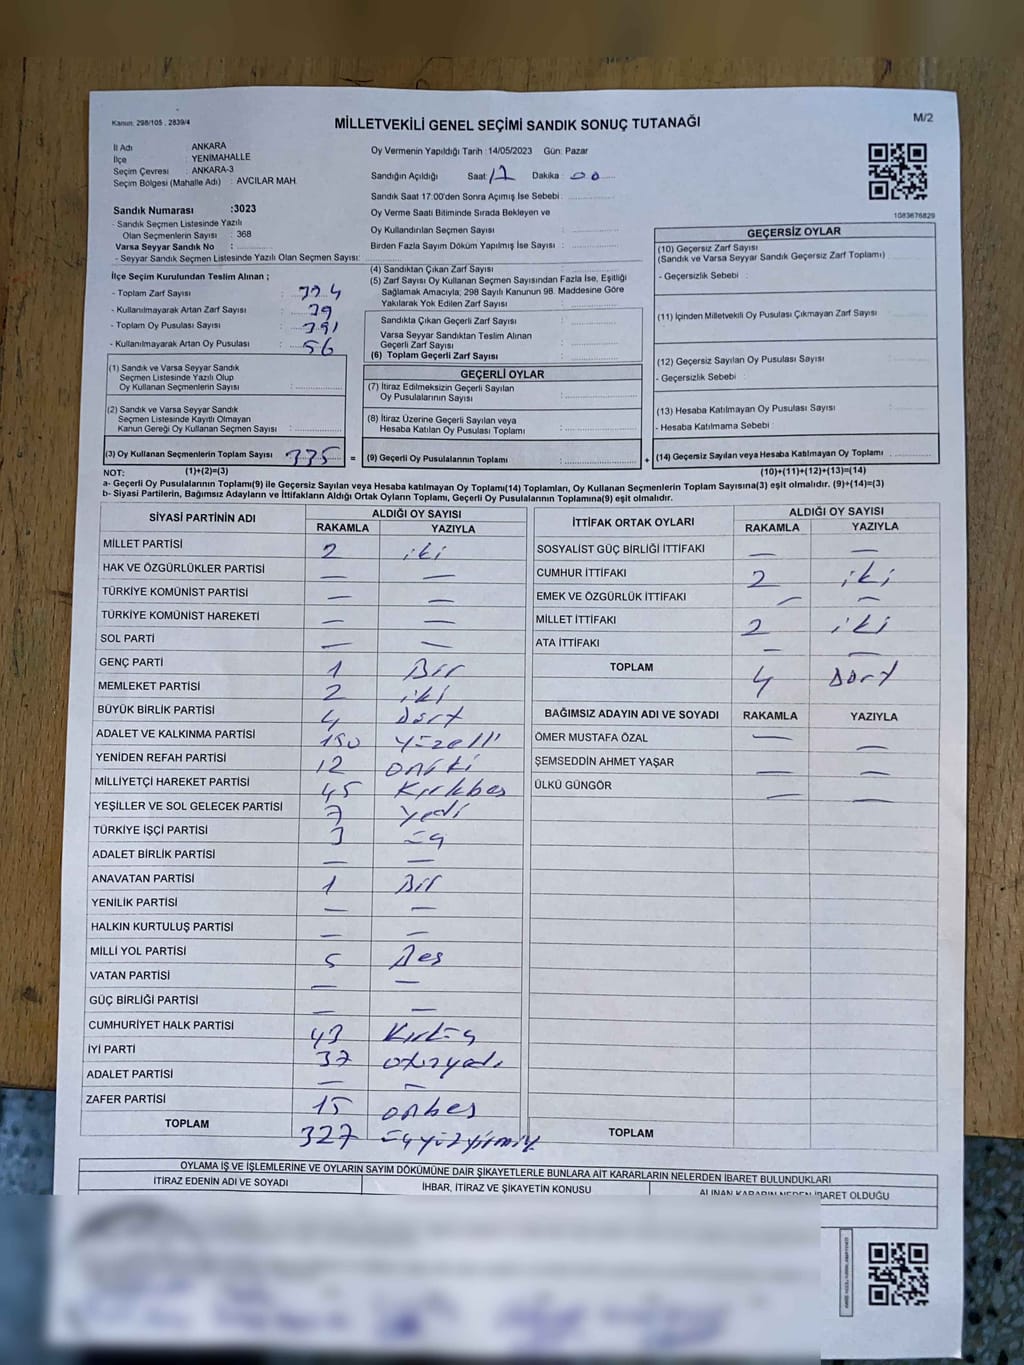 Kanun: 298/105 , 2839/4
MİLLETVEKİLİ GENEL SEÇİMİ SANDIK SONUÇ TUTANAĞI
M/2
İl Adı : ANKARA
İlçe : YENİMAHALLE
Seçim Çevresi : ANKARA-3
Seçim Bölgesi (Mahalle Adı) : AVCILAR MAH.
Sandık Numarası :3023
- Sandık Seçmen Listesinde Yazılı
Olan Seçmenlerin Sayısı : 368
Varsa Seyyar Sandık No :
- Seyyar Sandık Seçmen Listesinde Yazılı Olan Seçmen Sayısı:
İlçe Seçim Kurulundan Teslim Alınan ;
- Toplam Zarf Sayısı :
- Kullanılmayarak Artan Zarf Sayısı :
- Toplam Oy Pusulası Sayısı : 391
- Kullanılmayarak Artan Oy Pusulası : 56
(1) Sandık ve Varsa Seyyar Sandık
Seçmen Listesinde Yazılı Olup
Oy Kullanan Seçmenlerin Sayısı :
(2) Sandık ve Varsa Seyyar Sandık
Seçmen Listesinde Kayıtlı Olmayan
Kanun Gereği Oy Kullanan Seçmen Sayısı :
(3) Oy Kullanan Seçmenlerin Toplam Sayısı : 335 =
Oy Vermenin Yapıldığı Tarih :14/05/2023 Gün: Pazar
Sandığın Açıldığı Saat: 17 Dakika : 00
Sandık Saat 17:00'den Sonra Açımış İse Sebebi :
Oy Verme Saati Bitiminde Sırada Bekleyen ve
Oy Kullandırılan Seçmen Sayısı :
Birden Fazla Sayım Döküm Yapılmış İse Sayısı :
(4) Sandıktan Çıkan Zarf Sayısı :
(5) Zarf Sayısı Oy Kullanan Seçmen Sayısından Fazla İse, Eşitliği
Sağlamak Amacıyla; 298 Sayılı Kanunun 98. Maddesine Göre
Yakılarak Yok Edilen Zarf Sayısı :
Sandıkta Çıkan Geçerli Zarf Sayısı :
Varsa Seyyar Sandıktan Teslim Alınan
Geçerli Zarf Sayısı :
(6) Toplam Geçerli Zarf Sayısı :
GEÇERLİ OYLAR
(7) İtiraz Edilmeksizin Geçerli Sayılan
Oy Pusulalarının Sayısı :
(8) İtiraz Üzerine Geçerli Sayılan veya
Hesaba Katılan Oy Pusulası Toplamı :
(9) Geçerli Oy Pusulalarının Toplamı : +
1083676829
GEÇERSİZ OYLAR
(10) Geçersiz Zarf Sayısı
(Sandık ve Varsa Seyyar Sandık Geçersiz Zarf Toplamı)
- Geçersizlik Sebebi :
(11) İçinden Milletvekili Oy Pusulası Çıkmayan Zarf Sayısı
(12) Geçersiz Sayılan Oy Pusulası Sayısı :
- Geçersizlik Sebebi :
(13) Hesaba Katılmayan Oy Pusulası Sayısı :
- Hesaba Katılmama Sebebi :
(14) Geçersiz Sayılan veya Hesaba Katılmayan Oy Toplamı
NOT: (1)+(2)=(3) (10)+(11)+(12)+(13)=(14)
a- Geçerli Oy Pusulalarının Toplamı(9) ile Geçersiz Sayılan veya Hesaba katılmayan Oy Toplamı(14) Toplamları, Oy Kullanan Seçmenlerin Toplam Sayısına(3) eşit olmalıdır. (9)+(14)=(3)
b- Siyasi Partilerin, Bağımsız Adayların ve İttifakların Aldığı Ortak Oyların Toplamı, Geçerli Oy Pusulalarının Toplamına(9) eşit olmalıdır.
SİYASİ PARTİNİN ADI ALDIĞI OY SAYISI
RAKAMLA YAZIYLA
MİLLET PARTİSİ 2 iki
HAK VE ÖZGÜRLÜKLER PARTİSİ — —
TÜRKİYE KOMÜNİST PARTİSİ — —
TÜRKİYE KOMÜNİST HAREKETİ — —
SOL PARTİ — —
GENÇ PARTİ 1 Bir
MEMLEKET PARTİSİ 2 iki
BÜYÜK BİRLİK PARTİSİ 4 Dört
ADALET VE KALKINMA PARTİSİ 150 yüzelli
YENİDEN REFAH PARTİSİ 12 oniki
MİLLİYETÇİ HAREKET PARTİSİ 45 Kırkbeş
YEŞİLLER VE SOL GELECEK PARTİSİ 7 yedi
TÜRKİYE İŞÇİ PARTİSİ 3 üç
ADALET BİRLİK PARTİSİ — —
ANAVATAN PARTİSİ 1 Bir
YENİLİK PARTİSİ — —
HALKIN KURTULUŞ PARTİSİ — —
MİLLİ YOL PARTİSİ 5 Beş
VATAN PARTİSİ — —
GÜÇ BİRLİĞİ PARTİSİ — —
CUMHURİYET HALK PARTİSİ 43 Kırküç
İYİ PARTİ 37 otuzyedi
ADALET PARTİSİ — —
ZAFER PARTİSİ 15 onbeş
TOPLAM 327
İTTİFAK ORTAK OYLARI ALDIĞI OY SAYISI
RAKAMLA YAZIYLA
SOSYALİST GÜÇ BİRLİĞİ İTTİFAKI — —
CUMHUR İTTİFAKI 2 iki
EMEK VE ÖZGÜRLÜK İTTİFAKI — —
MİLLET İTTİFAKI 2 iki
ATA İTTİFAKI — —
TOPLAM 4 Dört
BAĞIMSIZ ADAYIN ADI VE SOYADI RAKAMLA YAZIYLA
ÖMER MUSTAFA ÖZAL — —
ŞEMSEDDİN AHMET YAŞAR — —
ÜLKÜ GÜNGÖR — —
TOPLAM
OYLAMA İŞ VE İŞLEMLERİNE VE OYLARIN SAYIM DÖKÜMÜNE DAİR ŞİKAYETLERLE BUNLARA AİT KARARLARIN NELERDEN İBARET BULUNDUKLARI
İTİRAZ EDENİN ADI VE SOYADI İHBAR, İTİRAZ VE ŞİKAYETİN KONUSU ALINAN KARARIN NEDEN İBARET OLDUĞU